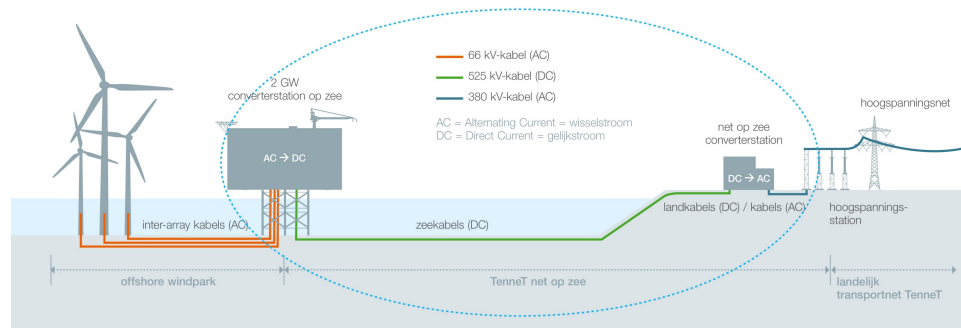 66 kV-kabel (AC)
525 kV-kabel (DC)
380 kV-kabel (AC)
AC = Alternating Current = wisselstroom
DC = Direct Current = gelijkstroom
2 GW
converterstation op zee
AC → DC
net op zee
converterstation
DC → AC
hoogspanningsnet
inter-array kabels (AC)
zeekabels (DC)
landkabels (DC) / kabels (AC)
hoogspannings-
station
offshore windpark
TenneT net op zee
landelijk
transportnet TenneT